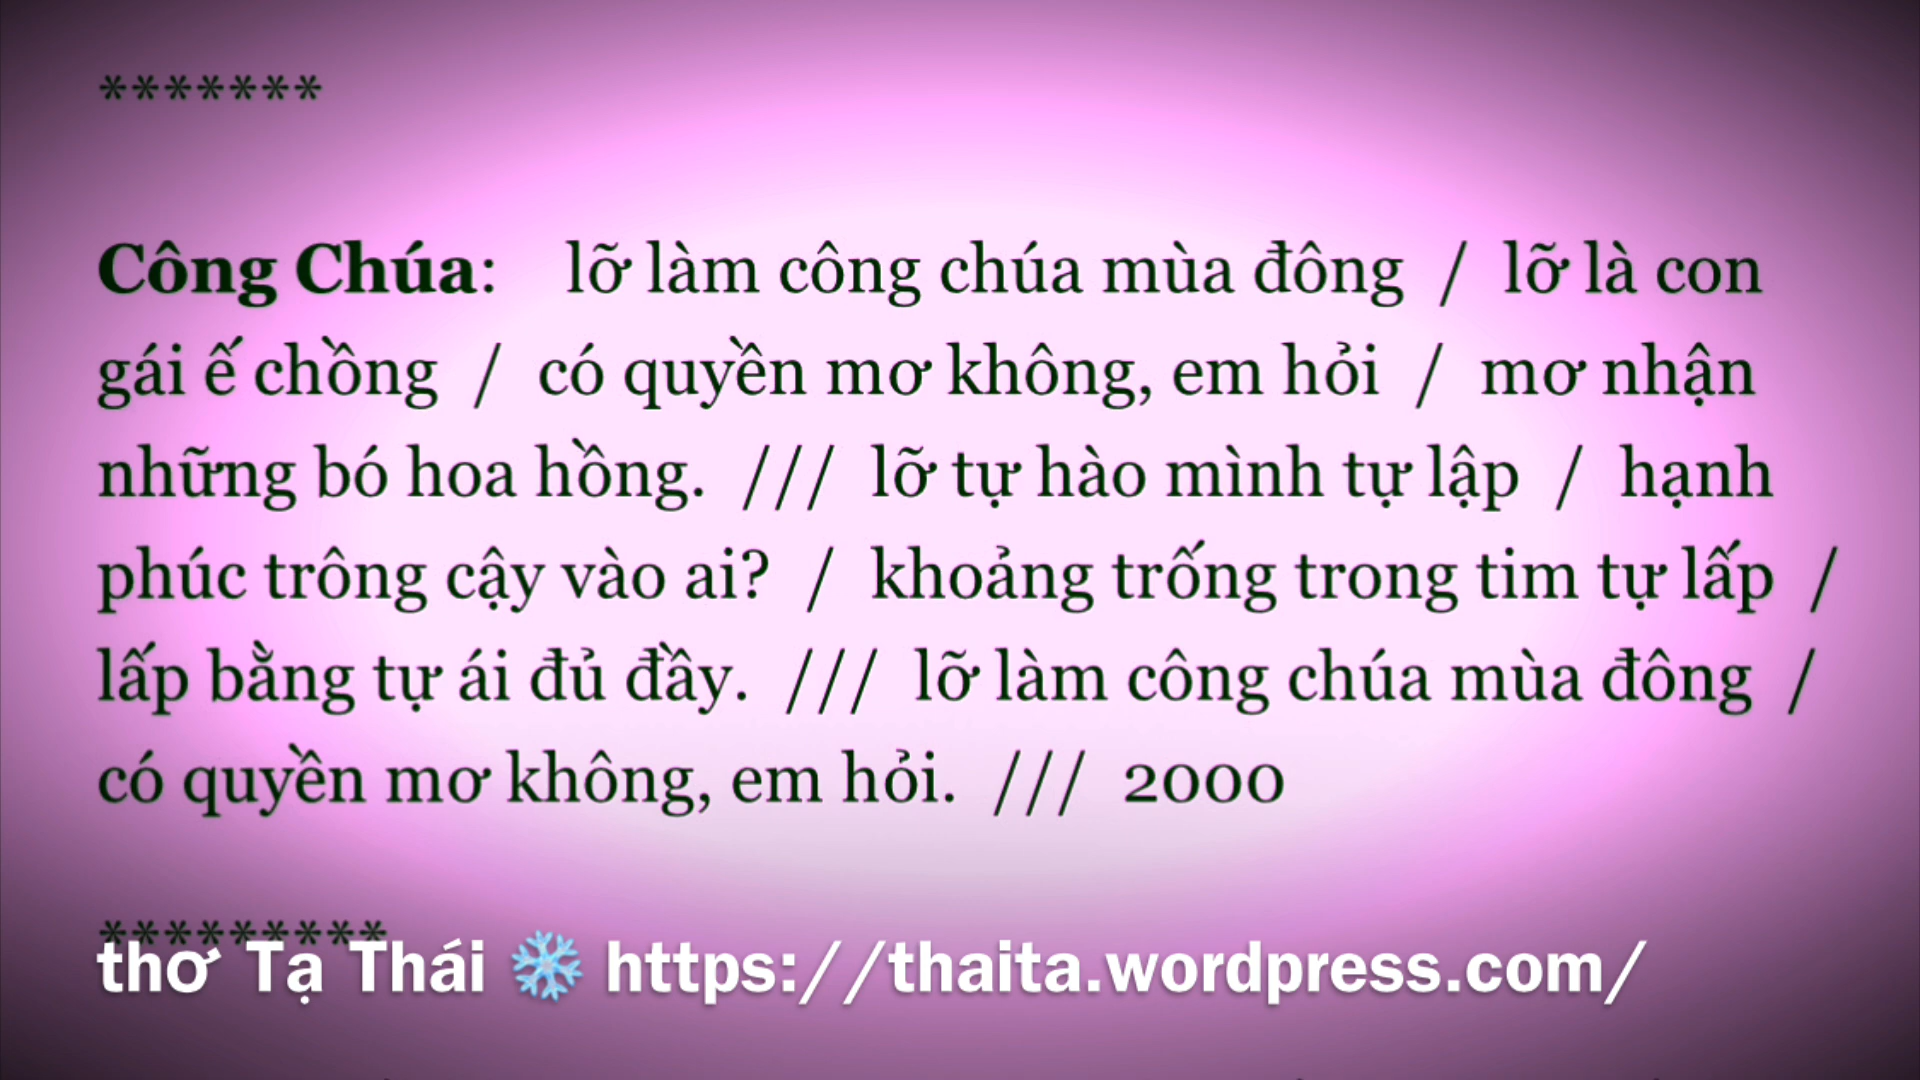 *******
Công Chúa: lỡ làm công chúa mùa đông / lỡ là con
gái ế chồng / có quyền mơ không, em hỏi / mơ nhận
những bó hoa hồng. /// lỡ tự hào mình tự lập / hạnh
phúc trông cậy vào ai? / khoảng trống trong tim tự lấp /
lấp bằng tự ái đủ đầy. /// lỡ làm công chúa mùa đông /
có quyền mơ không, em hỏi. /// 2000
*********
thơ Tạ Thái ❄️ https://thaita.wordpress.com/